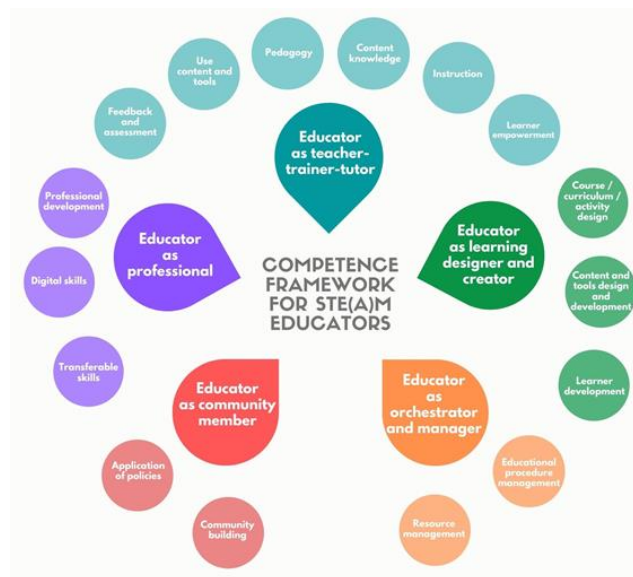 Pedagogy
Content
knowledge
Use
content and
tools
Instruction
Feedback
and
assessment
Learner
empowerment
Educator
as teacher-
trainer-tutor
Professional
development
Course /
curriculum /
activity
design
Educator
as
professional
Educator
as learning
designer and
creator
Digital skills
Content and
tools design and
development
COMPETENCE
FRAMEWORK
FOR STE(A)M
EDUCATORS
Transferable
skills
Learner
development
Educator
as community
member
Educator
as
orchestrator
and manager
Application
of policies
Educational
procedure
management
Community
building
Resource
management